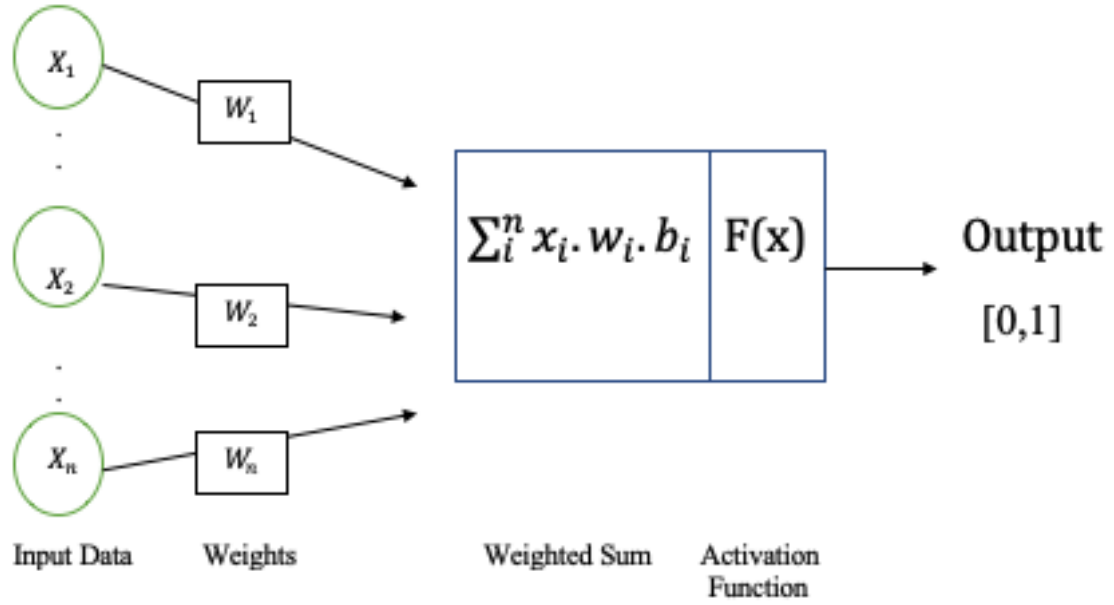 X₁
W₁
X₂
W₂
Xₙ
Wₙ
∑ᵢⁿ xᵢ. wᵢ. bᵢ
F(x)
Output
[0,1]
Input Data
Weights
Weighted Sum
Activation
Function